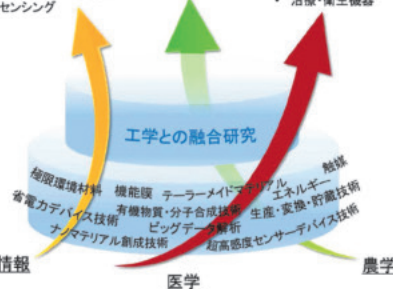 センシング
・ 治療・衛生機器
工学との融合研究
極限環境材料 機能膜 テーラーメイドマテリアル 触媒
省電力デバイス技術 有機物質・分子合成技術 エネルギー
生産・変換・貯蔵技術
ナノマテリアル創成技術 ビッグデータ解析
超高感度センサーデバイス技術
情報
医学
農学